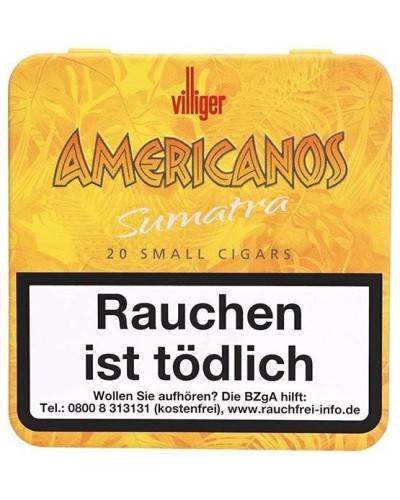 villiger
AMERICANOS
Sumatra
20 SMALL CIGARS
Rauchen
ist tödlich
Wollen Sie aufhören? Die BZgA hilft:
Tel.: 0800 8 313131 (kostenfrei), www.rauchfrei-info.de